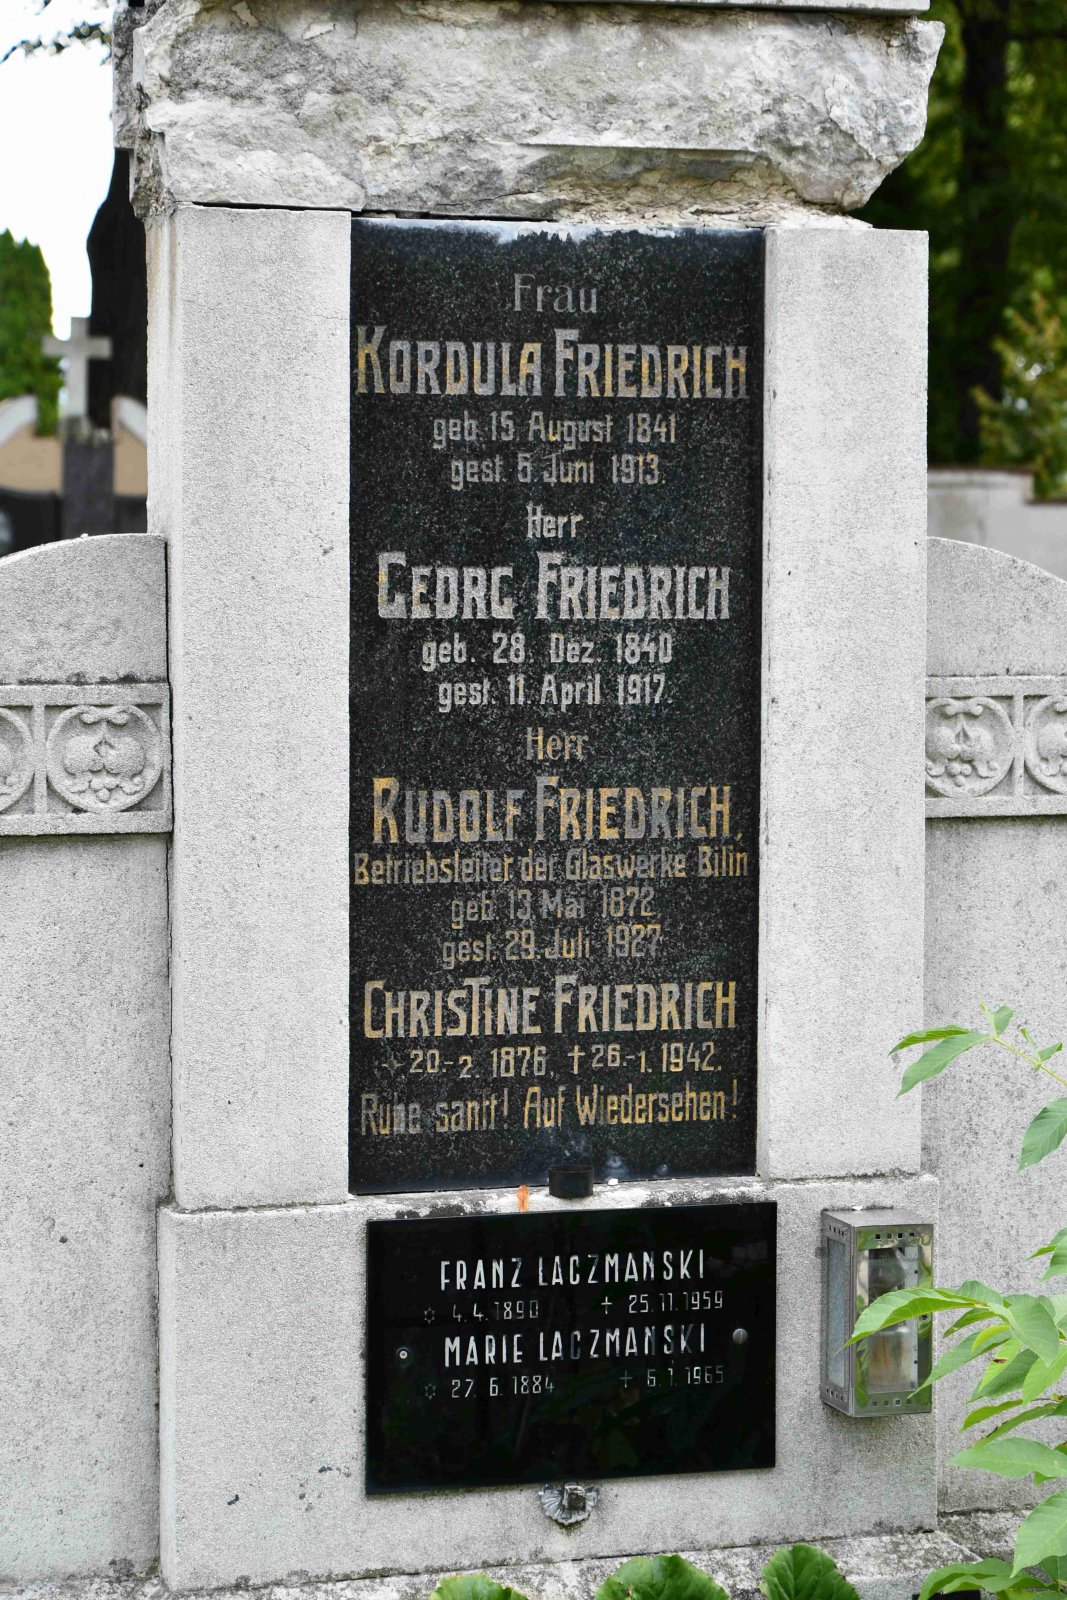 Frau
KORDULA FRIEDRICH
geb. 15. August 1841
gest. 5. Juni 1913.
Herr
GEORG FRIEDRICH
geb. 28. Dez. 1840
gest. 11. April 1917.
Herr
RUDOLF FRIEDRICH,
Betriebsleiter der Glaswerke Bilin
geb. 13. Mai 1872.
gest. 29. Juli 1927.
CHRISTINE FRIEDRICH
20.-2. 1876, † 26.-1. 1942.
Ruhe sanft! Auf Wiedersehen!
FRANZ LACZMANSKI
✡ 4.4.1890 † 25.11.1959
MARIE LACZMANSKI
✡ 27.6.1884 † 6.1.1965